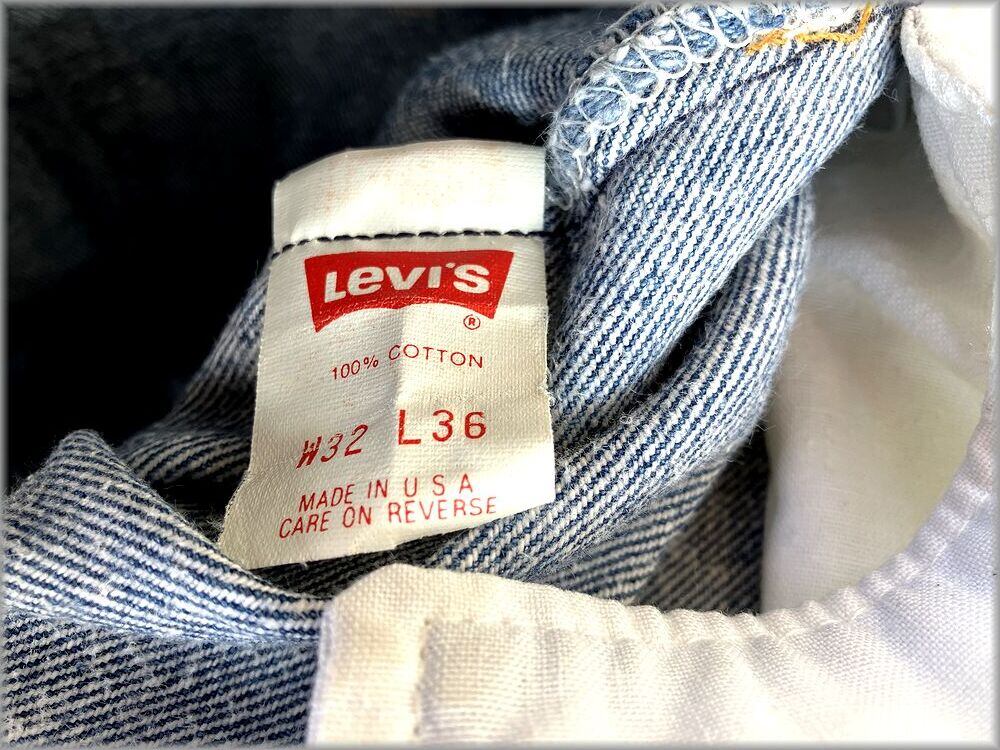 LEVI'S
®
100% COTTON
W32 L36
MADE IN U S A
CARE ON REVERSE